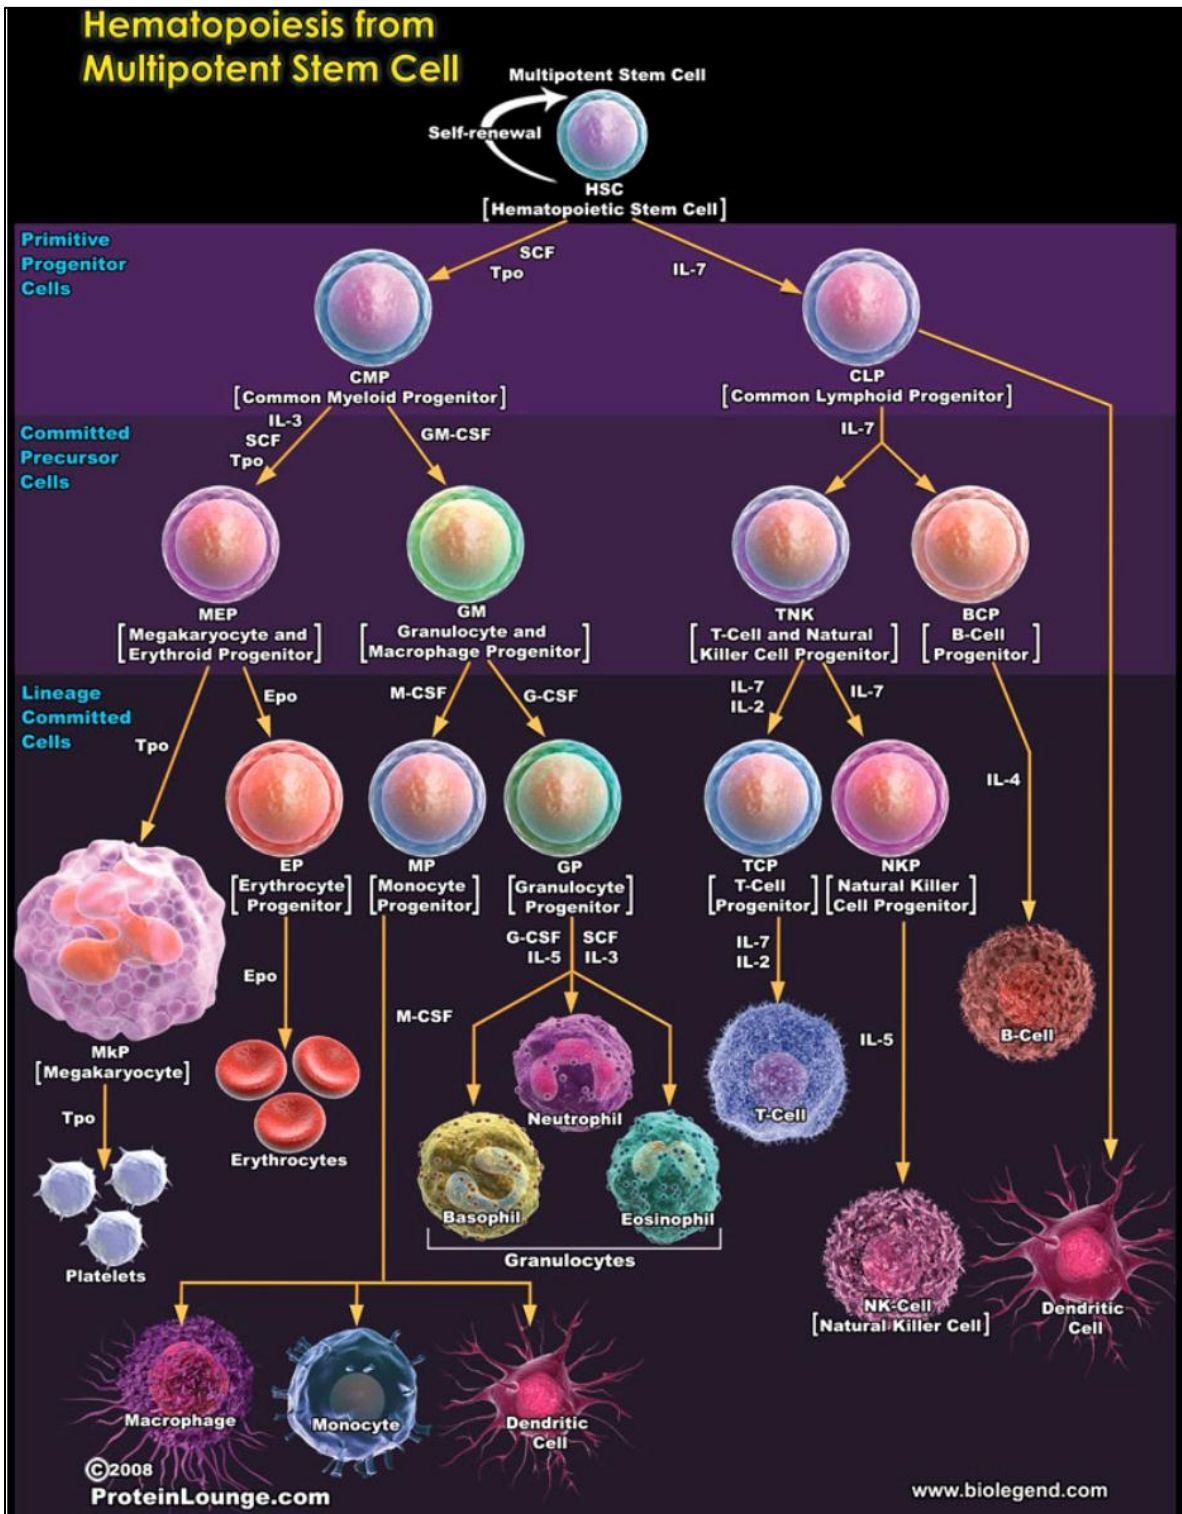 Hematopoiesis from
Multipotent Stem Cell
Multipotent Stem Cell
Self-renewal
HSC
[Hematopoietic Stem Cell]
Primitive
Progenitor
Cells
SCF
Tpo
IL-7
CMP
[Common Myeloid Progenitor]
CLP
[Common Lymphoid Progenitor]
Committed
Precursor
Cells
IL-3
SCF
Tpo
GM-CSF
IL-7
MEP
[Megakaryocyte and
Erythroid Progenitor]
GM
[Granulocyte and
Macrophage Progenitor]
TNK
[T-Cell and Natural
Killer Cell Progenitor]
BCP
[B-Cell
Progenitor]
Lineage
Committed
Cells
Tpo
Epo
M-CSF
G-CSF
IL-7
IL-2
IL-7
IL-4
EP
[Erythrocyte
Progenitor]
MP
[Monocyte
Progenitor]
GP
[Granulocyte
Progenitor]
TCP
[T-Cell
Progenitor]
NKP
[Natural Killer
Cell Progenitor]
Epo
G-CSF SCF
IL-5 IL-3
M-CSF
IL-7
IL-2
IL-5
MkP
[Megakaryocyte]
Tpo
Platelets
Erythrocytes
Neutrophil
Basophil
Eosinophil
Granulocytes
T-Cell
B-Cell
NK-Cell
[Natural Killer Cell]
Dendritic
Cell
Macrophage
Monocyte
Dendritic
Cell
©2008
ProteinLounge.com
www.biolegend.com